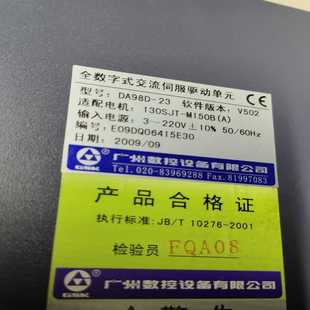 全数字式交流伺服驱动单元
型号: DA98D-23 软件版本: V502
适配电机: 130SJT-M150B(A)
输入电源: 3~220V±10% 50/60Hz
编号: E09DQ06415E30
日期: 2009/09
CE
广州数控设备有限公司
Tel:020-83969288 Fax:81997083
产品合格证
执行标准:JB/T 10276-2001
检验员 FQA08
广州数控设备有限公司